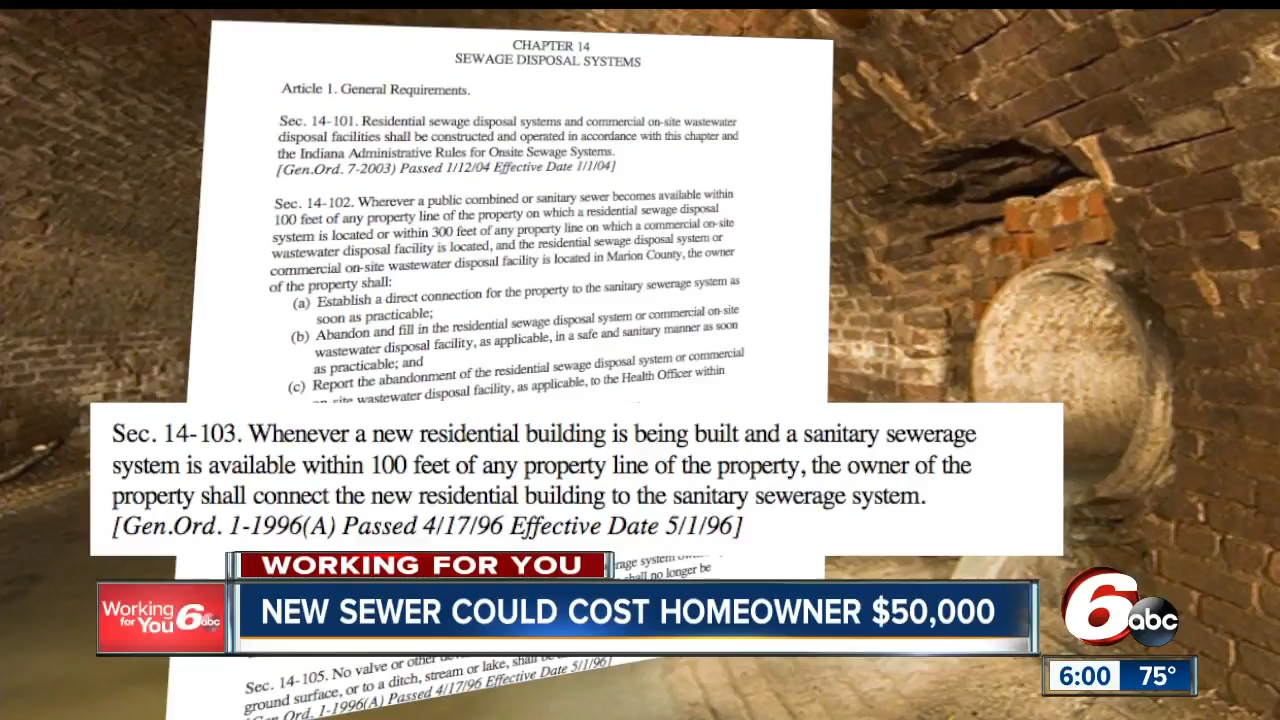 CHAPTER 14
SEWAGE DISPOSAL SYSTEMS
Article 1. General Requirements.
Sec. 14-101. Residential sewage disposal systems and commercial on-site wastewater
disposal facilities shall be constructed and operated in accordance with this chapter and
the Indiana Administrative Rules for Onsite Sewage Systems.
[Gen.Ord. 7-2003) Passed 1/12/04 Effective Date 1/1/04]
Sec. 14-102. Wherever a public combined or sanitary sewer becomes available within
100 feet of any property line of the property on which a residential sewage disposal
system is located or within 300 feet of any property line on which a commercial on-site
wastewater disposal facility is located, and the residential sewage disposal system or
commercial on-site wastewater disposal facility is located in Marion County, the owner
of the property shall:
(a) Establish a direct connection for the property to the sanitary sewerage system as
soon as practicable;
(b) Abandon and fill in the residential sewage disposal system or commercial on-site
wastewater disposal facility, as applicable, in a safe and sanitary manner as soon
as practicable; and
(c) Report the abandonment of the residential sewage disposal system or commercial
on-site wastewater disposal facility, as applicable, to the Health Officer within
Sec. 14-103. Whenever a new residential building is being built and a sanitary sewerage
system is available within 100 feet of any property line of the property, the owner of the
property shall connect the new residential building to the sanitary sewerage system.
[Gen.Ord. 1-1996(A) Passed 4/17/96 Effective Date 5/1/96]
system
shall no longer be
WORKING FOR YOU
Working for You 6 abc
NEW SEWER COULD COST HOMEOWNER $50,000
6 abc
6:00 75°
Sec. 14-105. No valve or other
ground surface, or to a ditch, stream or lake, shall
Ord. 1-1996(A) Passed 4/17/96 Effective Date 5/1/96]